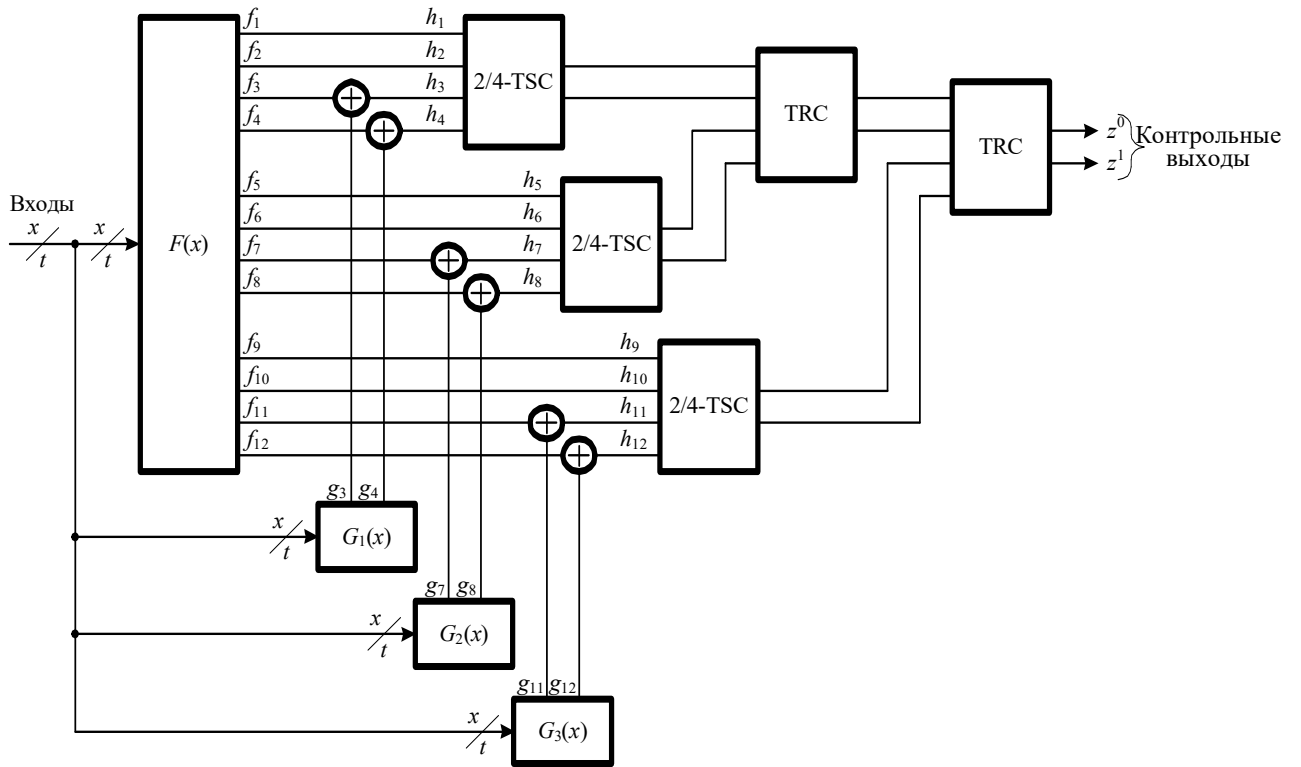 f1 h1
f2 h2
f3 h3
f4 h4
2/4-TSC
TRC
TRC
z0
z1
Контрольные
выходы
Входы
x
t
x
t
F(x)
f5 h5
f6 h6
f7 h7
f8 h8
2/4-TSC
f9 h9
f10 h10
f11 h11
f12 h12
2/4-TSC
g3 g4
x
t
G1(x)
g7 g8
x
t
G2(x)
g11 g12
x
t
G3(x)